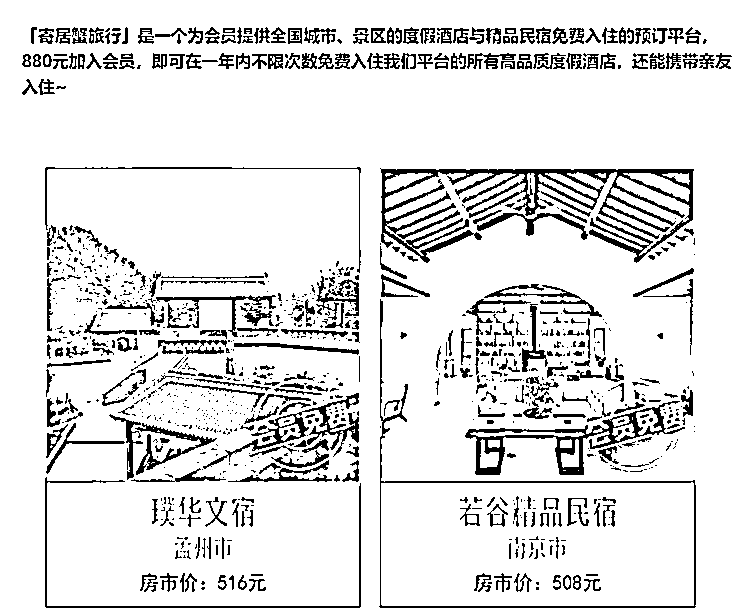 「寄居蟹旅行」是一个为会员提供全国城市、景区的度假酒店与精品民宿免费入住的预订平台，
880元加入会员，即可在一年内不限次数免费入住我们平台的所有高品质度假酒店，还能携带亲友
入住~
会员免费
会员免费
璞华文宿
若谷精品民宿
孟州市
南京市
房市价：516元
房市价：508元